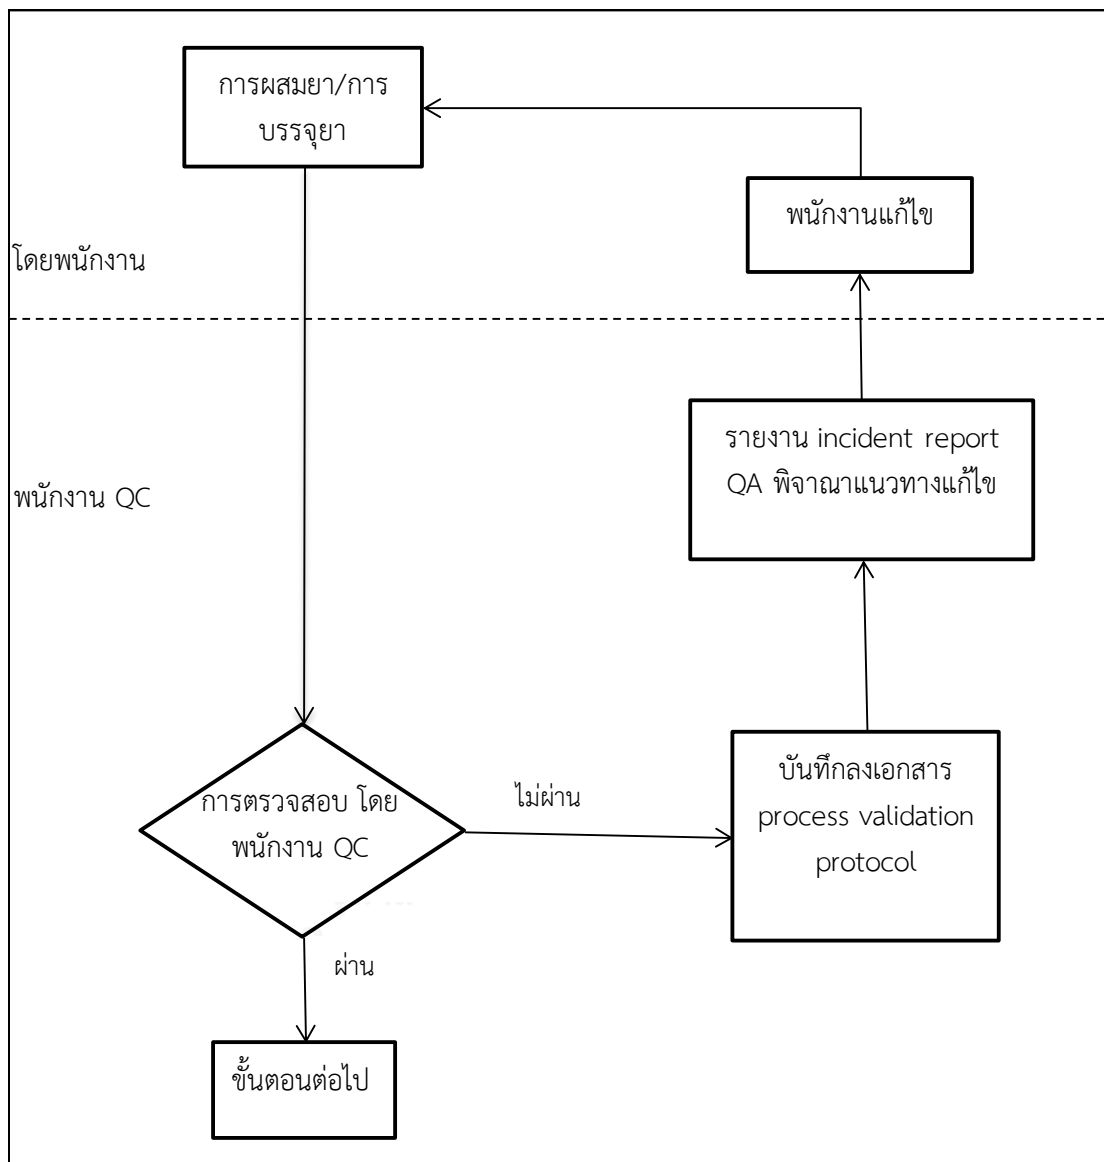 การผสมยา/การ
บรรจุยา
พนักงานแก้ไข
โดยพนักงาน
รายงาน incident report
QA พิจาณาแนวทางแก้ไข
พนักงาน QC
การตรวจสอบ โดย
พนักงาน QC
ไม่ผ่าน
บันทึกลงเอกสาร
process validation
protocol
ผ่าน
ขั้นตอนต่อไป